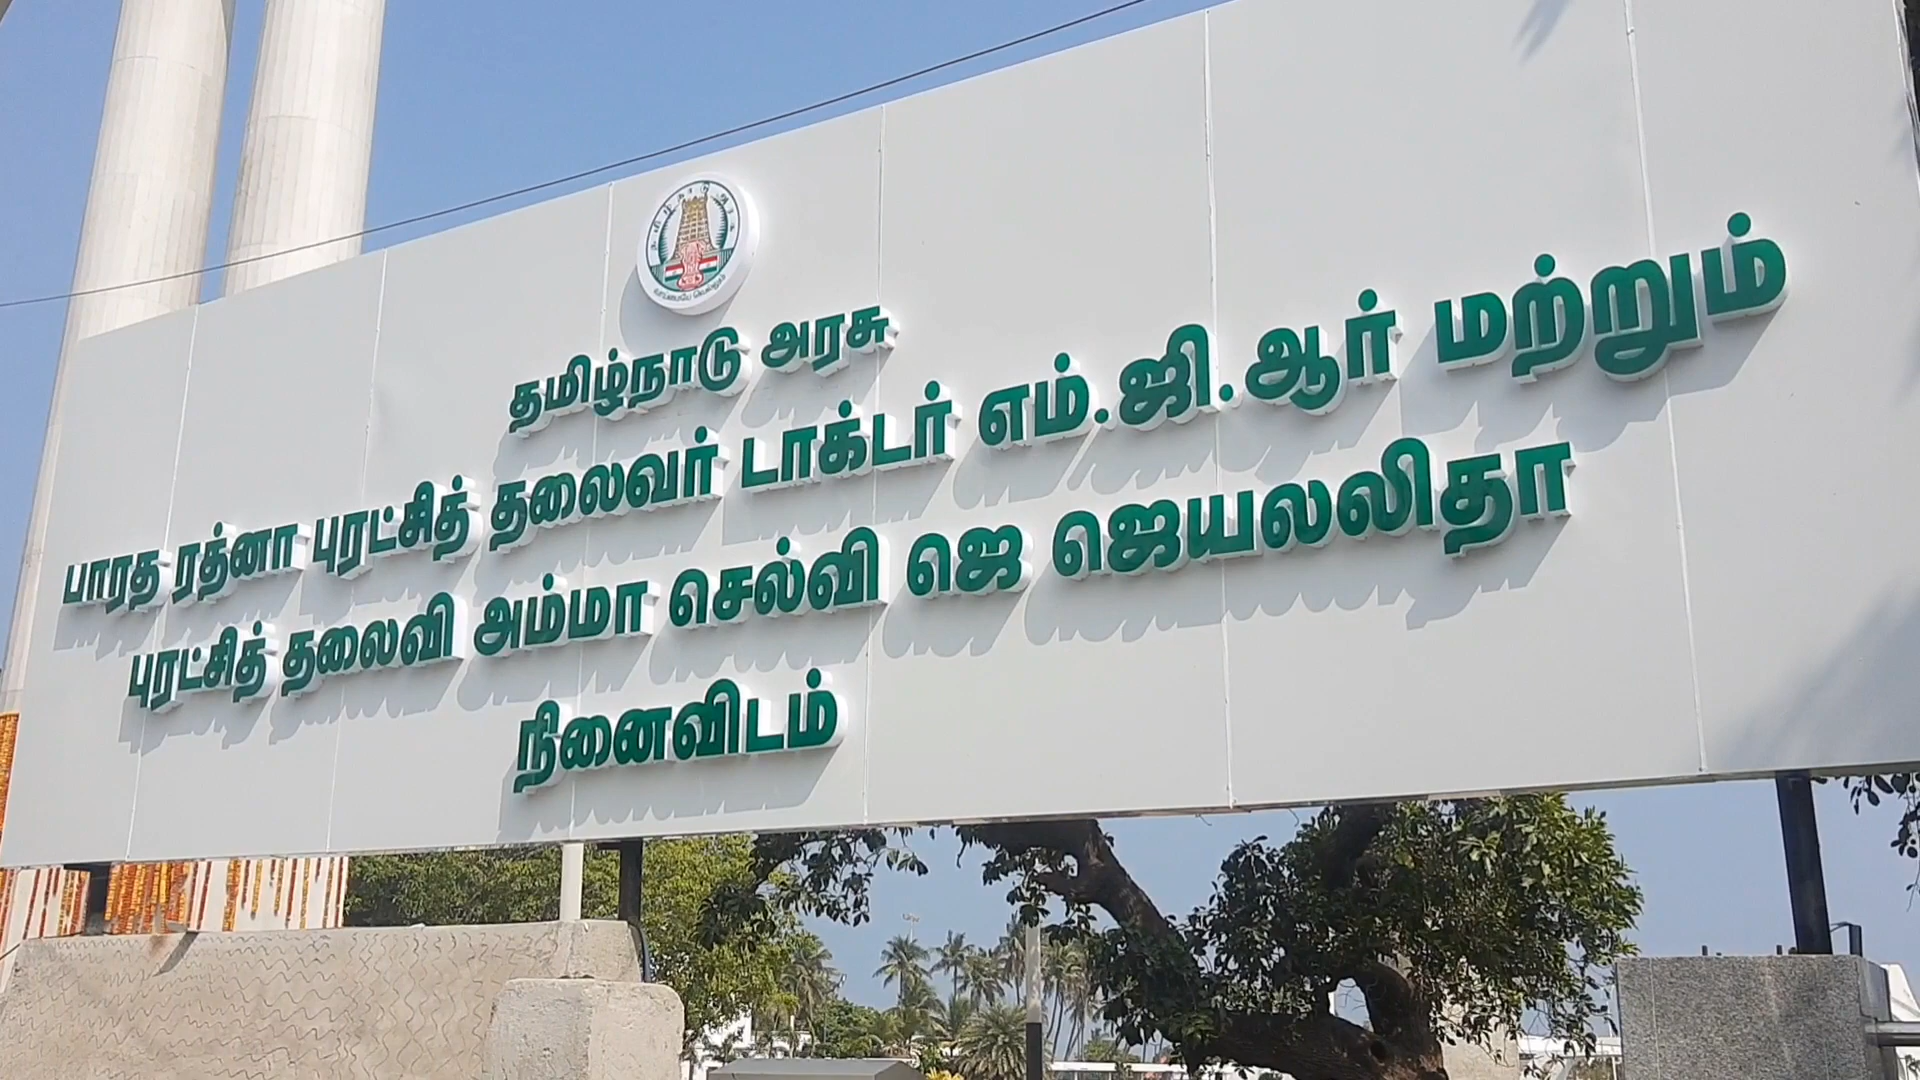 தமிழ்நாடு அரசு
பாரத ரத்னா புரட்சித் தலைவர் டாக்டர் எம்.ஜி.ஆர் மற்றும்
புரட்சித் தலைவி அம்மா செல்வி ஜெ ஜெயலலிதா
நினைவிடம்